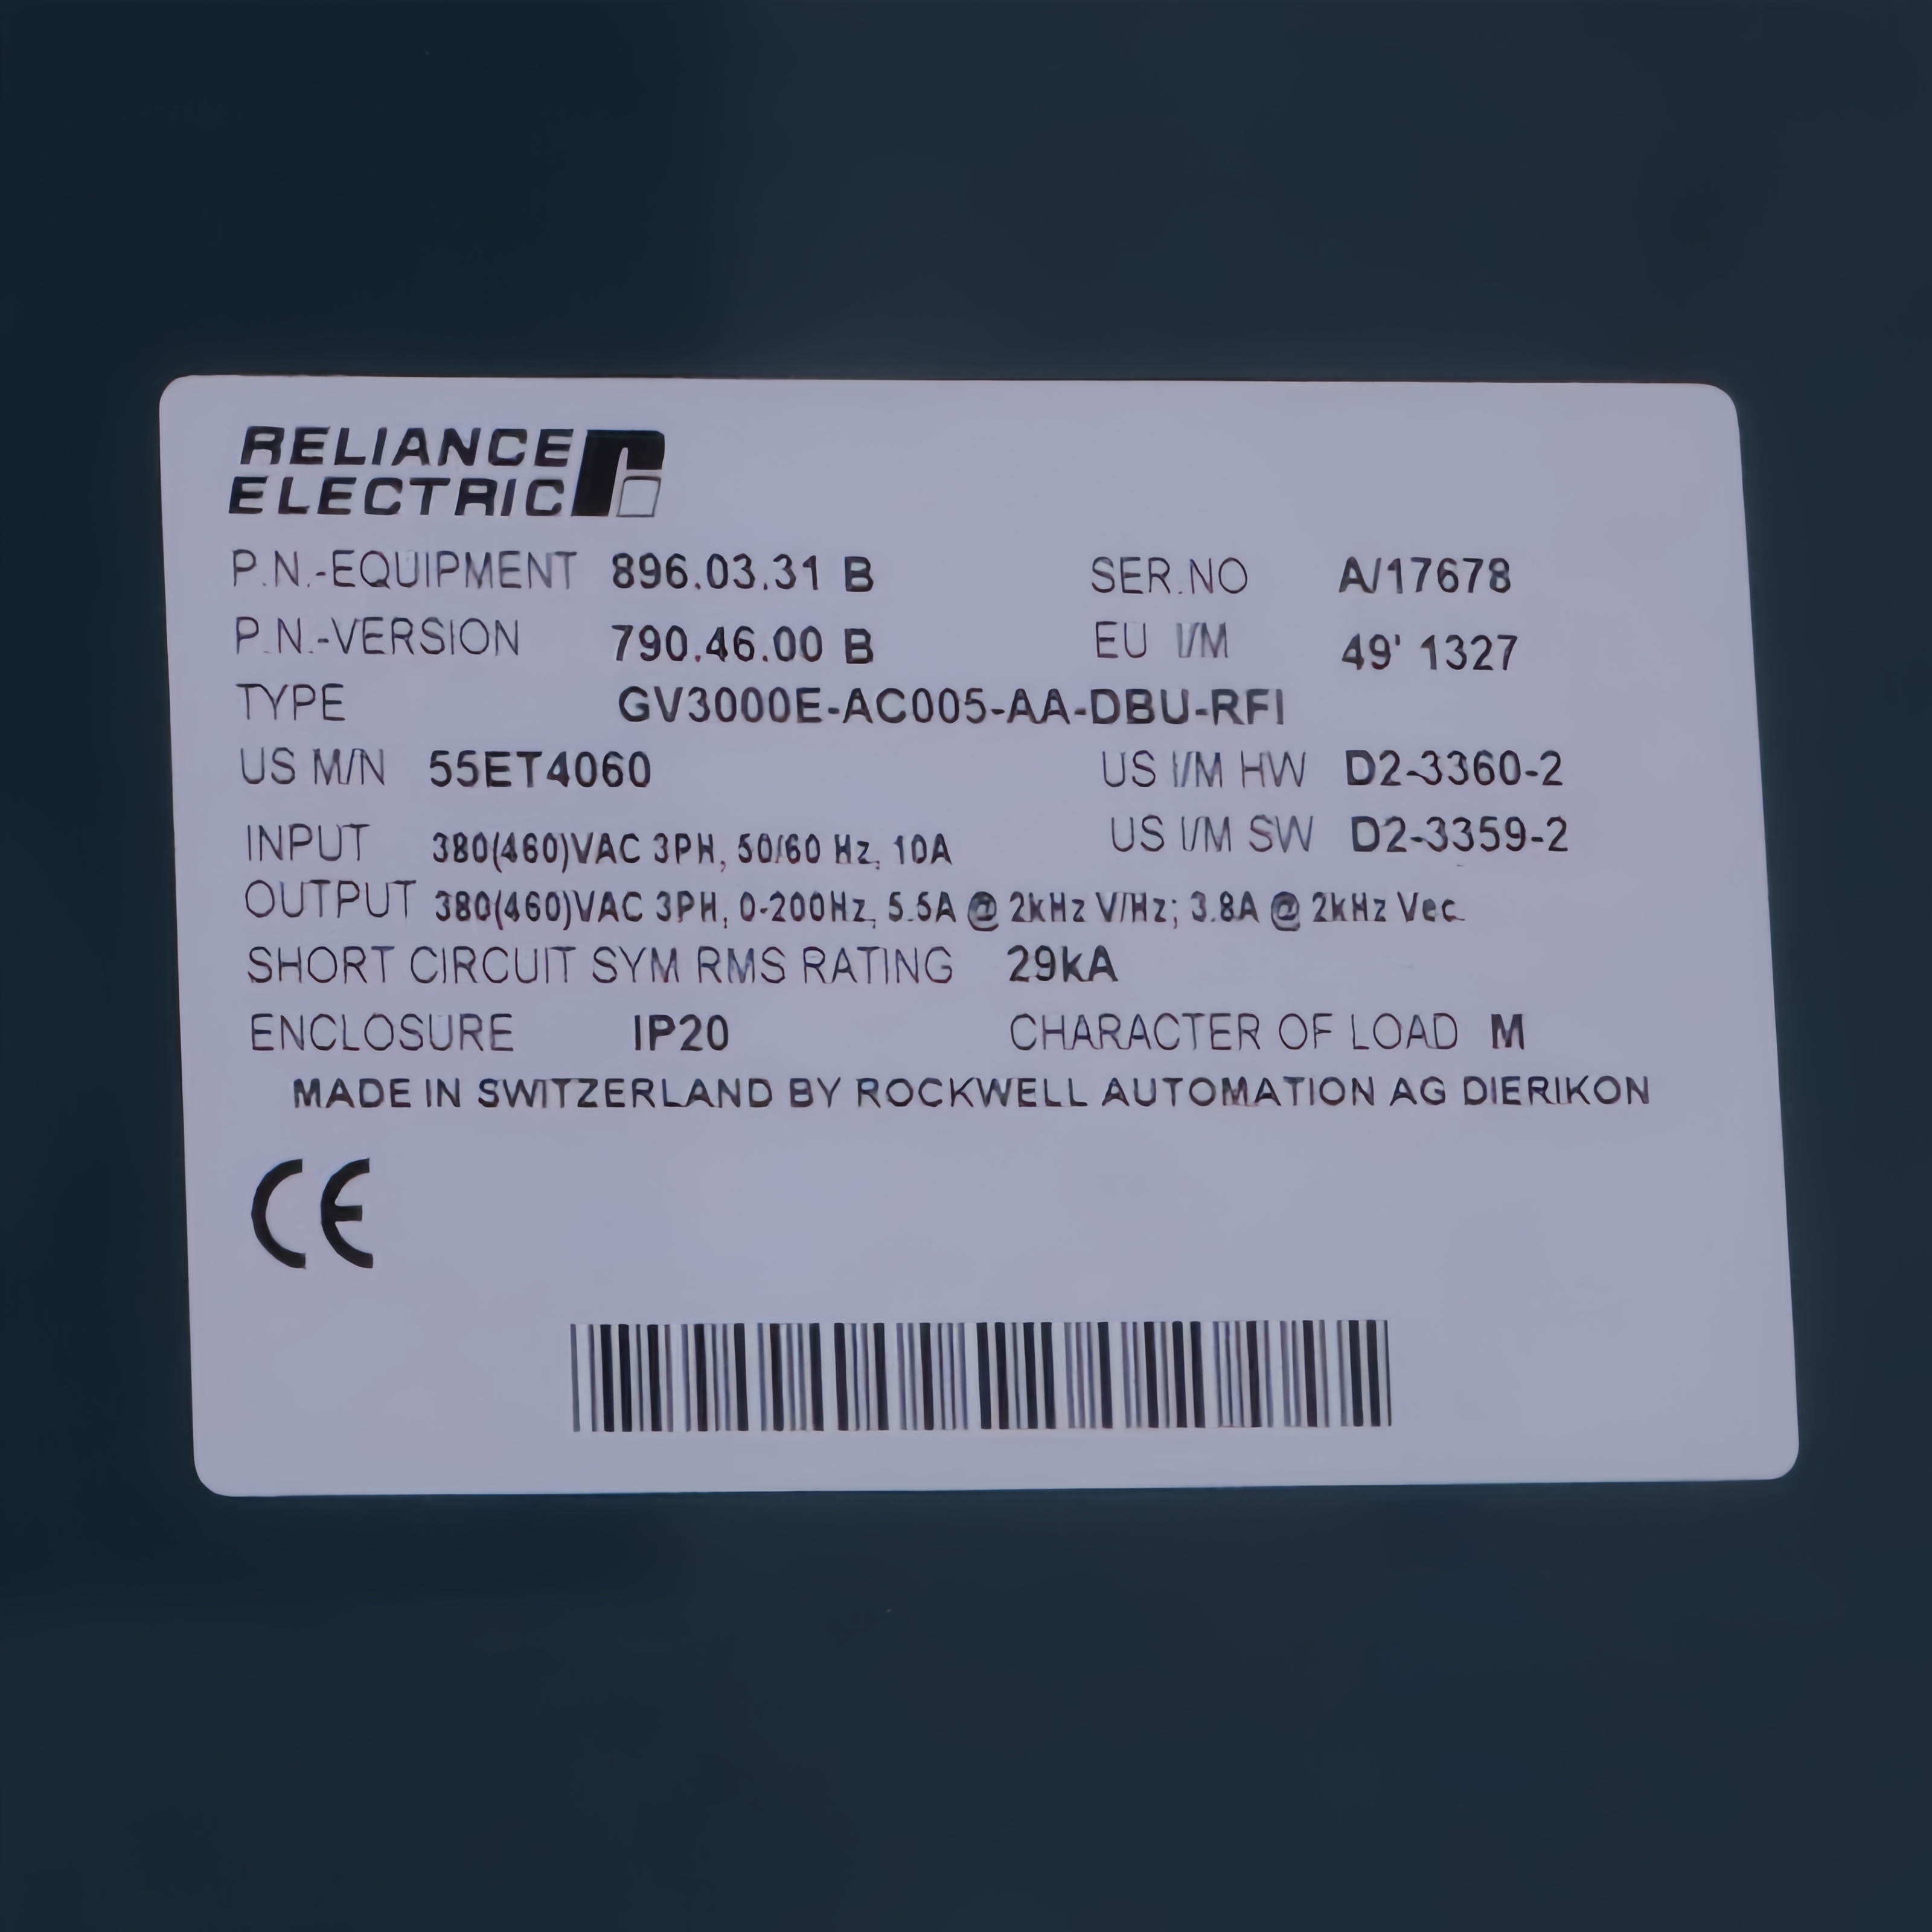 RELIANCE
ELECTRIC
P.N.-EQUIPMENT 896.03.31 B SER.NO A/17678
P.N.-VERSION 790.46.00 B EU I/M 49' 1327
TYPE GV3000E-AC005-AA-DBU-RFI
US M/N 55ET4060 US I/M HW D2-3360-2
INPUT 380(460)VAC 3PH, 50/60 Hz, 10A US I/M SW D2-3359-2
OUTPUT 380(460)VAC 3PH, 0-200Hz, 5.5A @ 2kHz V/Hz; 3.8A @ 2kHz Vec.
SHORT CIRCUIT SYM RMS RATING 29kA
ENCLOSURE IP20 CHARACTER OF LOAD M
MADE IN SWITZERLAND BY ROCKWELL AUTOMATION AG DIERIKON
CE